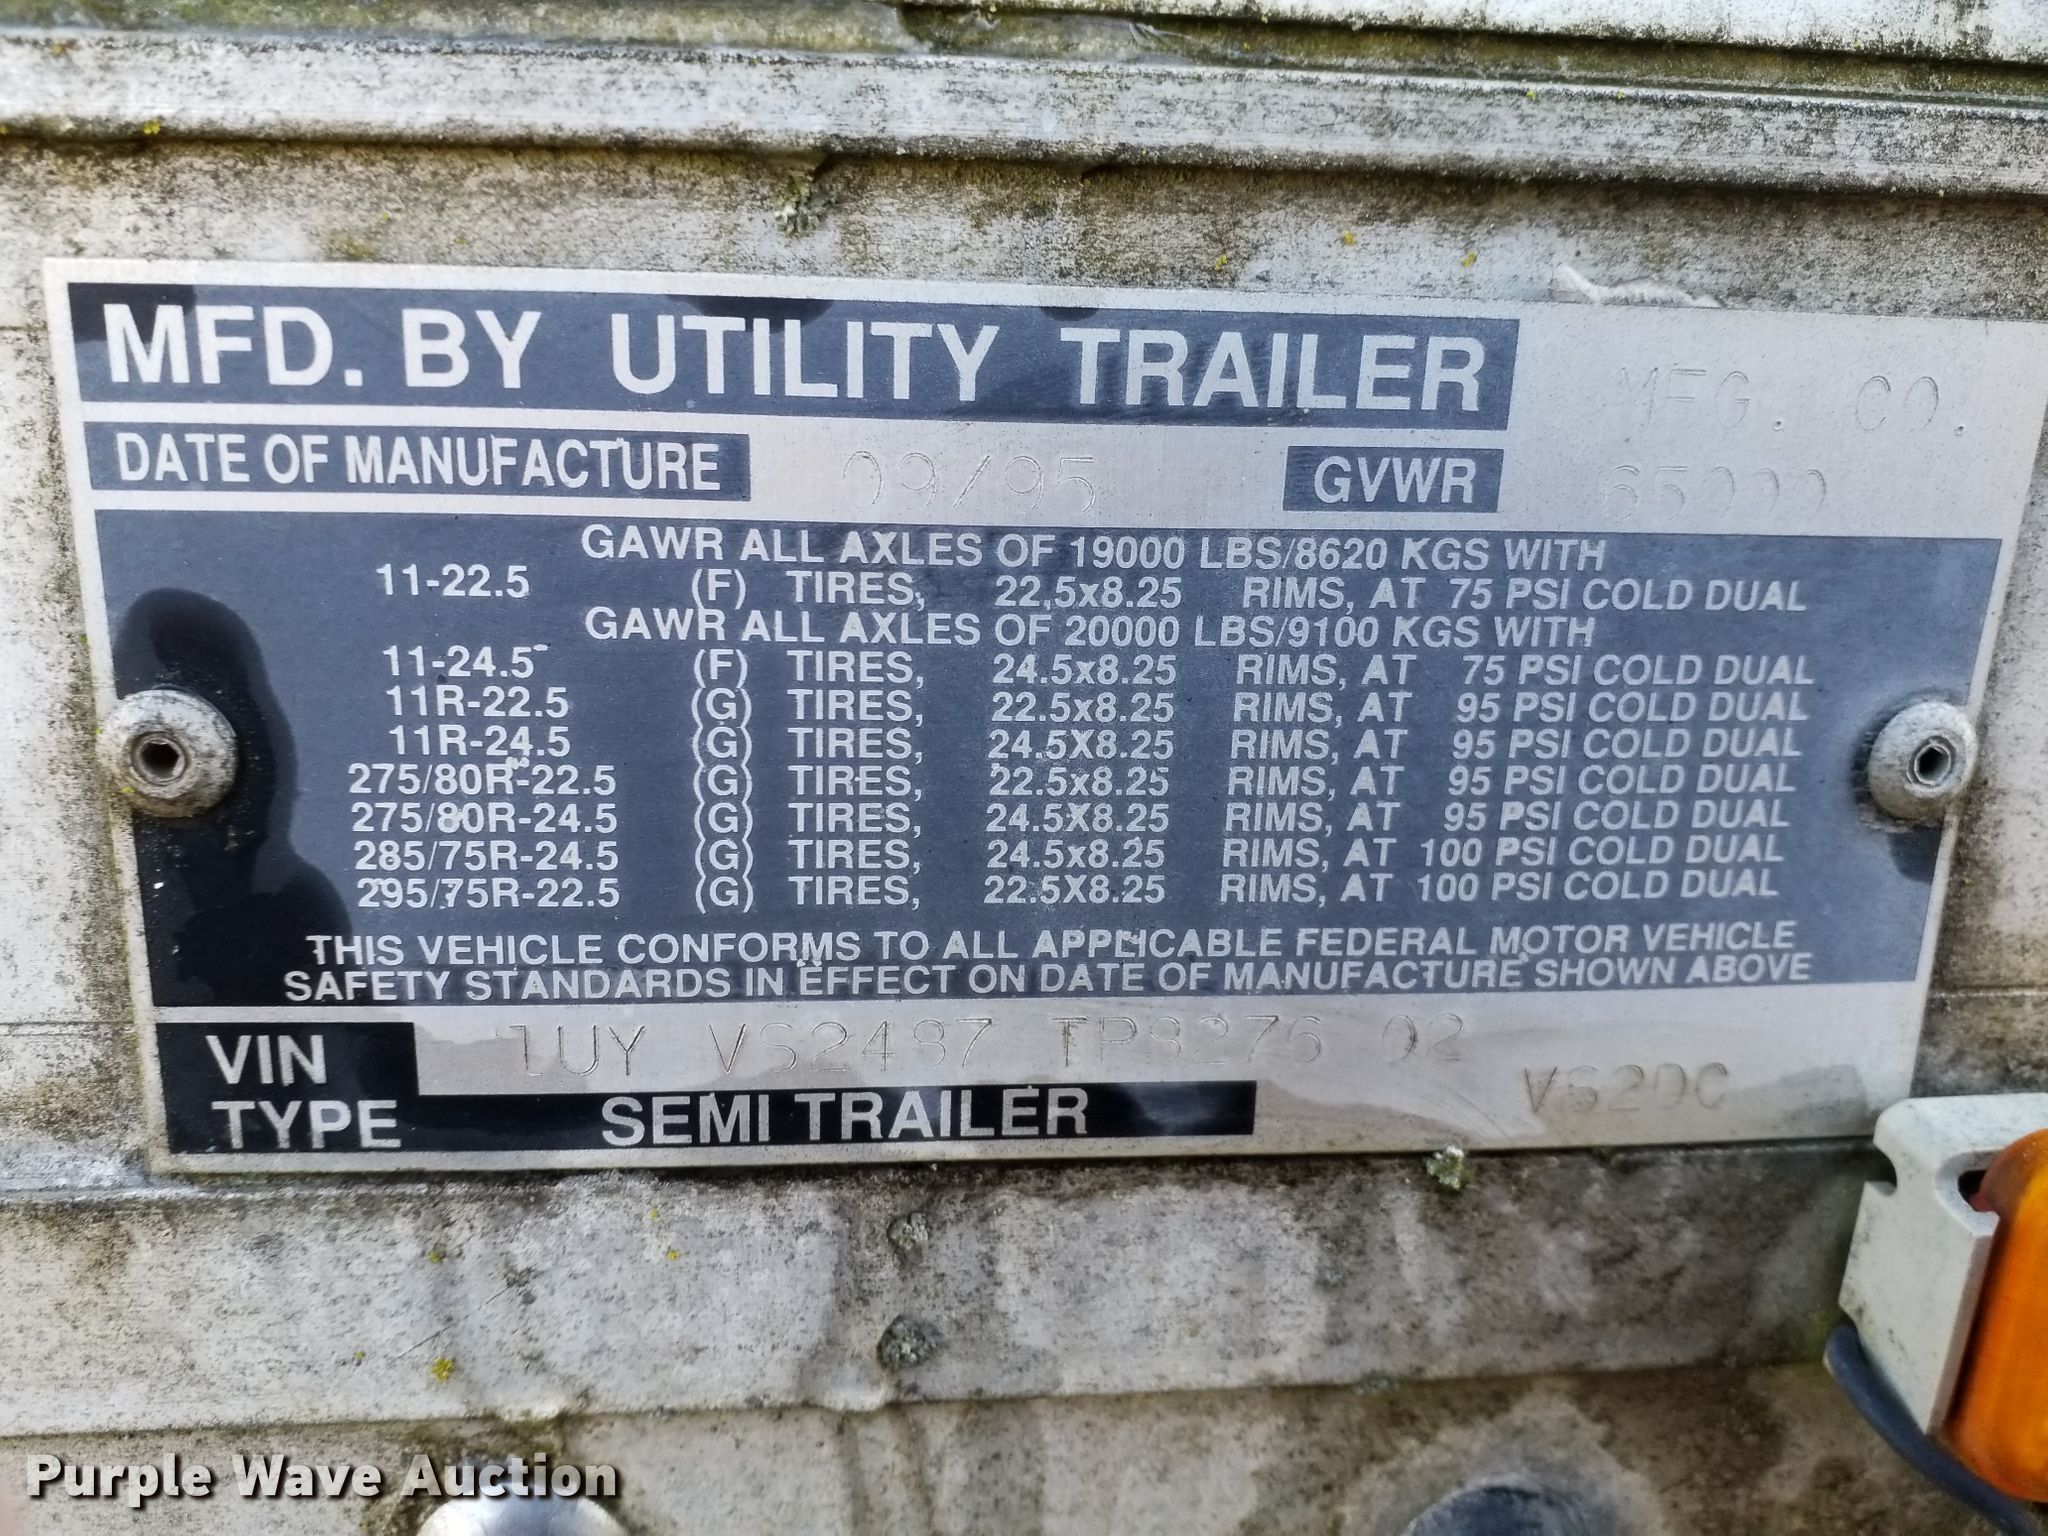 MFD. BY UTILITY TRAILER MFG. CO.
DATE OF MANUFACTURE 09/95 GVWR 65000
GAWR ALL AXLES OF 19000 LBS/8620 KGS WITH
11-22.5 (F) TIRES, 22.5x8.25 RIMS, AT 75 PSI COLD DUAL
GAWR ALL AXLES OF 20000 LBS/9100 KGS WITH
11-24.5 (F) TIRES, 24.5x8.25 RIMS, AT 75 PSI COLD DUAL
11R-22.5 (G) TIRES, 22.5x8.25 RIMS, AT 95 PSI COLD DUAL
11R-24.5 (G) TIRES, 24.5X8.25 RIMS, AT 95 PSI COLD DUAL
275/80R-22.5 (G) TIRES, 22.5x8.25 RIMS, AT 95 PSI COLD DUAL
275/80R-24.5 (G) TIRES, 24.5X8.25 RIMS, AT 95 PSI COLD DUAL
285/75R-24.5 (G) TIRES, 24.5x8.25 RIMS, AT 100 PSI COLD DUAL
295/75R-22.5 (G) TIRES, 22.5X8.25 RIMS, AT 100 PSI COLD DUAL
THIS VEHICLE CONFORMS TO ALL APPLICABLE FEDERAL MOTOR VEHICLE
SAFETY STANDARDS IN EFFECT ON DATE OF MANUFACTURE SHOWN ABOVE
VIN 1UY VS2487 TP8276 02
TYPE SEMI TRAILER VS2DC
Purple Wave Auction